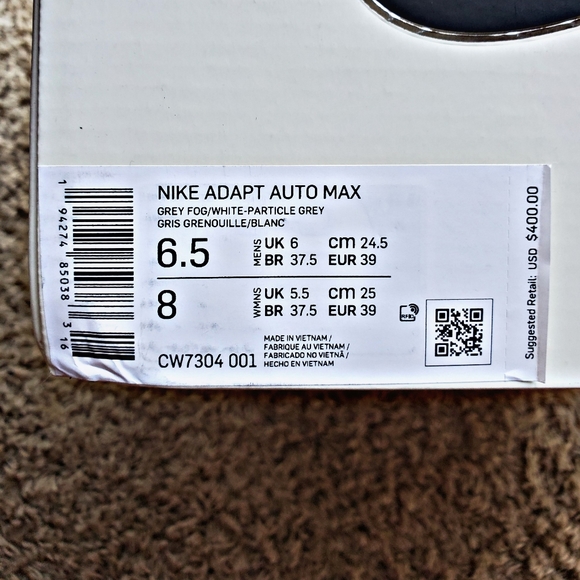 NIKE ADAPT AUTO MAX
GREY FOG/WHITE-PARTICLE GREY
GRIS GRENOUILLE/BLANC
6.5 MENS UK 6 cm 24.5
BR 37.5 EUR 39
8 WMNS UK 5.5 cm 25
BR 37.5 EUR 39
CW7304 001
MADE IN VIETNAM /
FABRIQUE AU VIETNAM /
FABRICADO NO VIETNÃ /
HECHO EN VIETNAM
RFID
1 94274 85038 3 16
Suggested Retail: USD $400.00